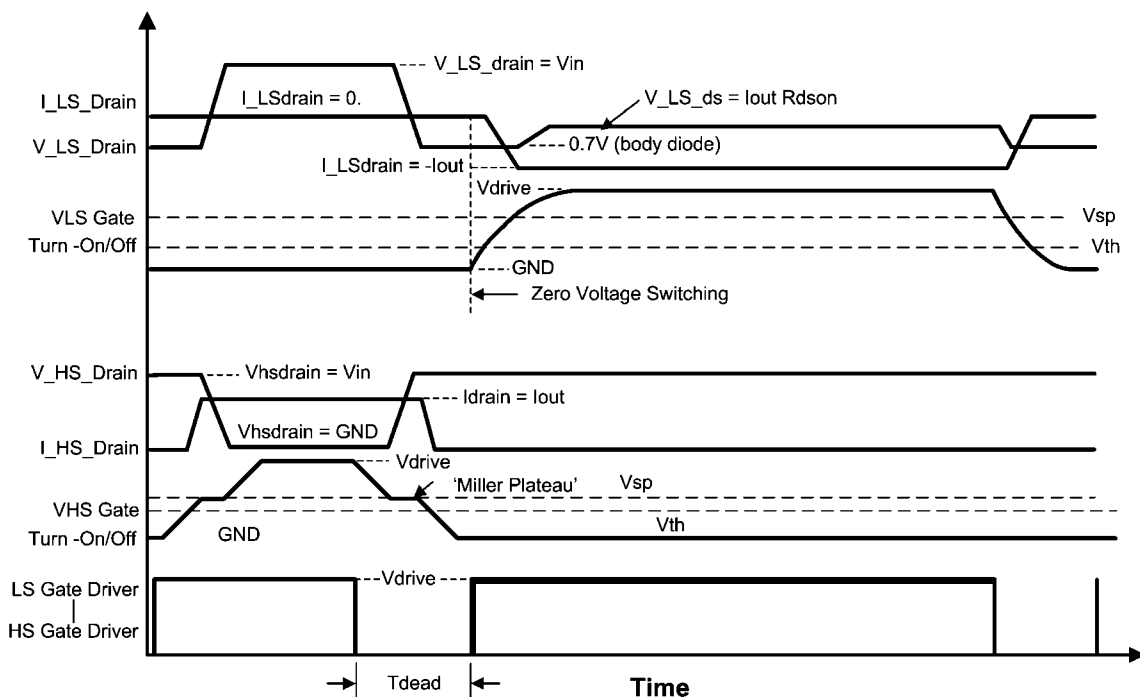 V_LS_drain = Vin
I_LS_Drain
I_LSdrain = 0.
V_LS_ds = Iout Rdson
V_LS_Drain
0.7V (body diode)
I_LSdrain = -Iout
Vdrive
VLS Gate
Vsp
Turn -On/Off
Vth
GND
Zero Voltage Switching
V_HS_Drain
Vhsdrain = Vin
Idrain = Iout
I_HS_Drain
Vhsdrain = GND
Vdrive
'Miller Plateau'
Vsp
VHS Gate
Vth
Turn -On/Off
GND
LS Gate Driver
Vdrive
HS Gate Driver
Tdead
Time